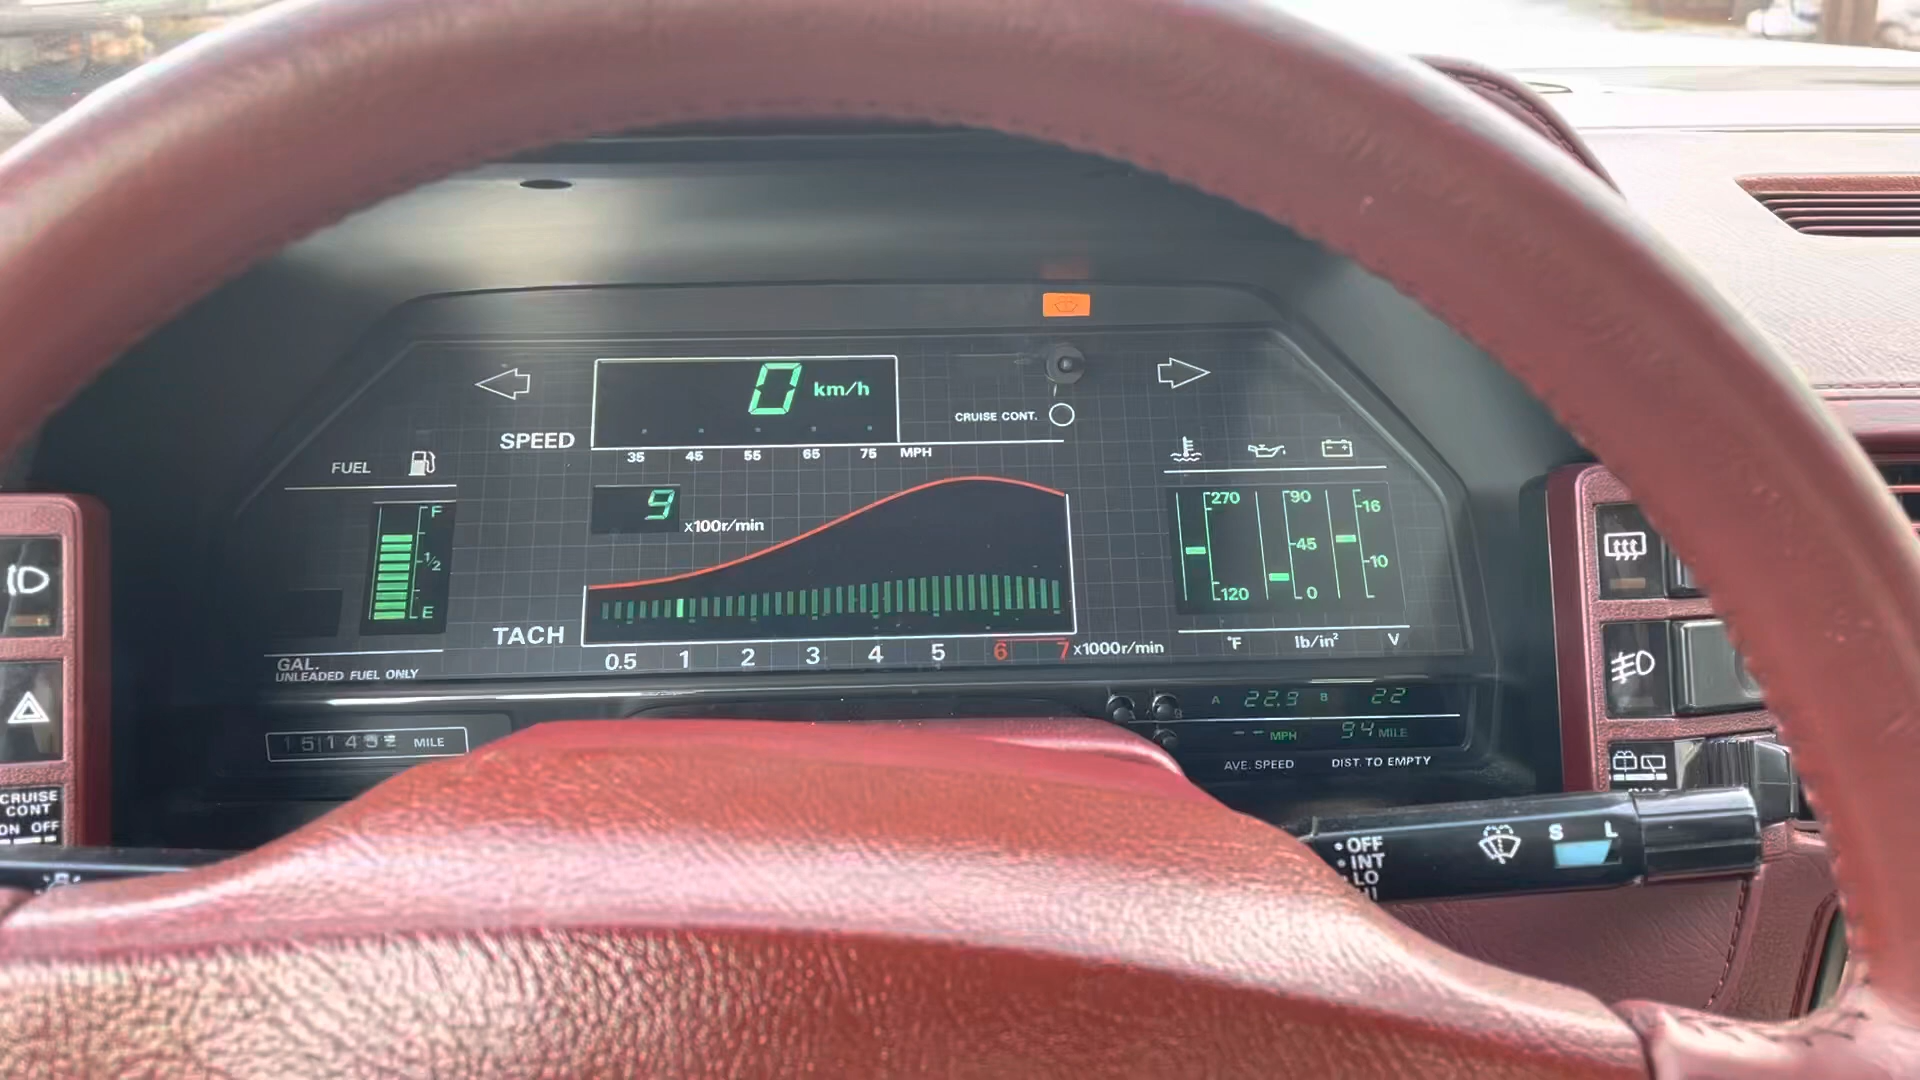 0 km/h
CRUISE CONT.
SPEED
35 45 55 65 75 MPH
FUEL
9 x100r/min
F
1/2
E
270 90 16
45
10
120 0
TACH
0.5 1 2 3 4 5 6 7 x1000r/min
°F lb/in² V
GAL.
UNLEADED FUEL ONLY
A 22.9 B 22
MILE
-- MPH 94 MILE
AVE. SPEED DIST. TO EMPTY
CRUISE
CONT
ON OFF
OFF
INT
LO
HI
S L